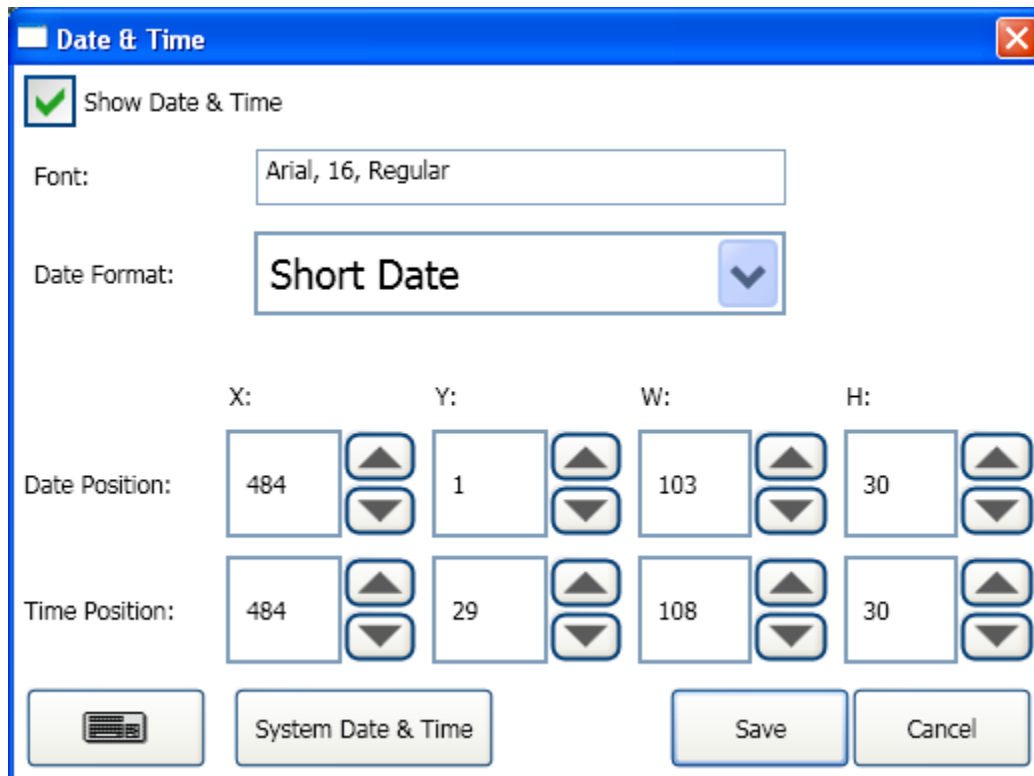 Date & Time
Show Date & Time
Font: Arial, 16, Regular
Date Format: Short Date
X: Y: W: H:
Date Position: 484 1 103 30
Time Position: 484 29 108 30
System Date & Time Save Cancel